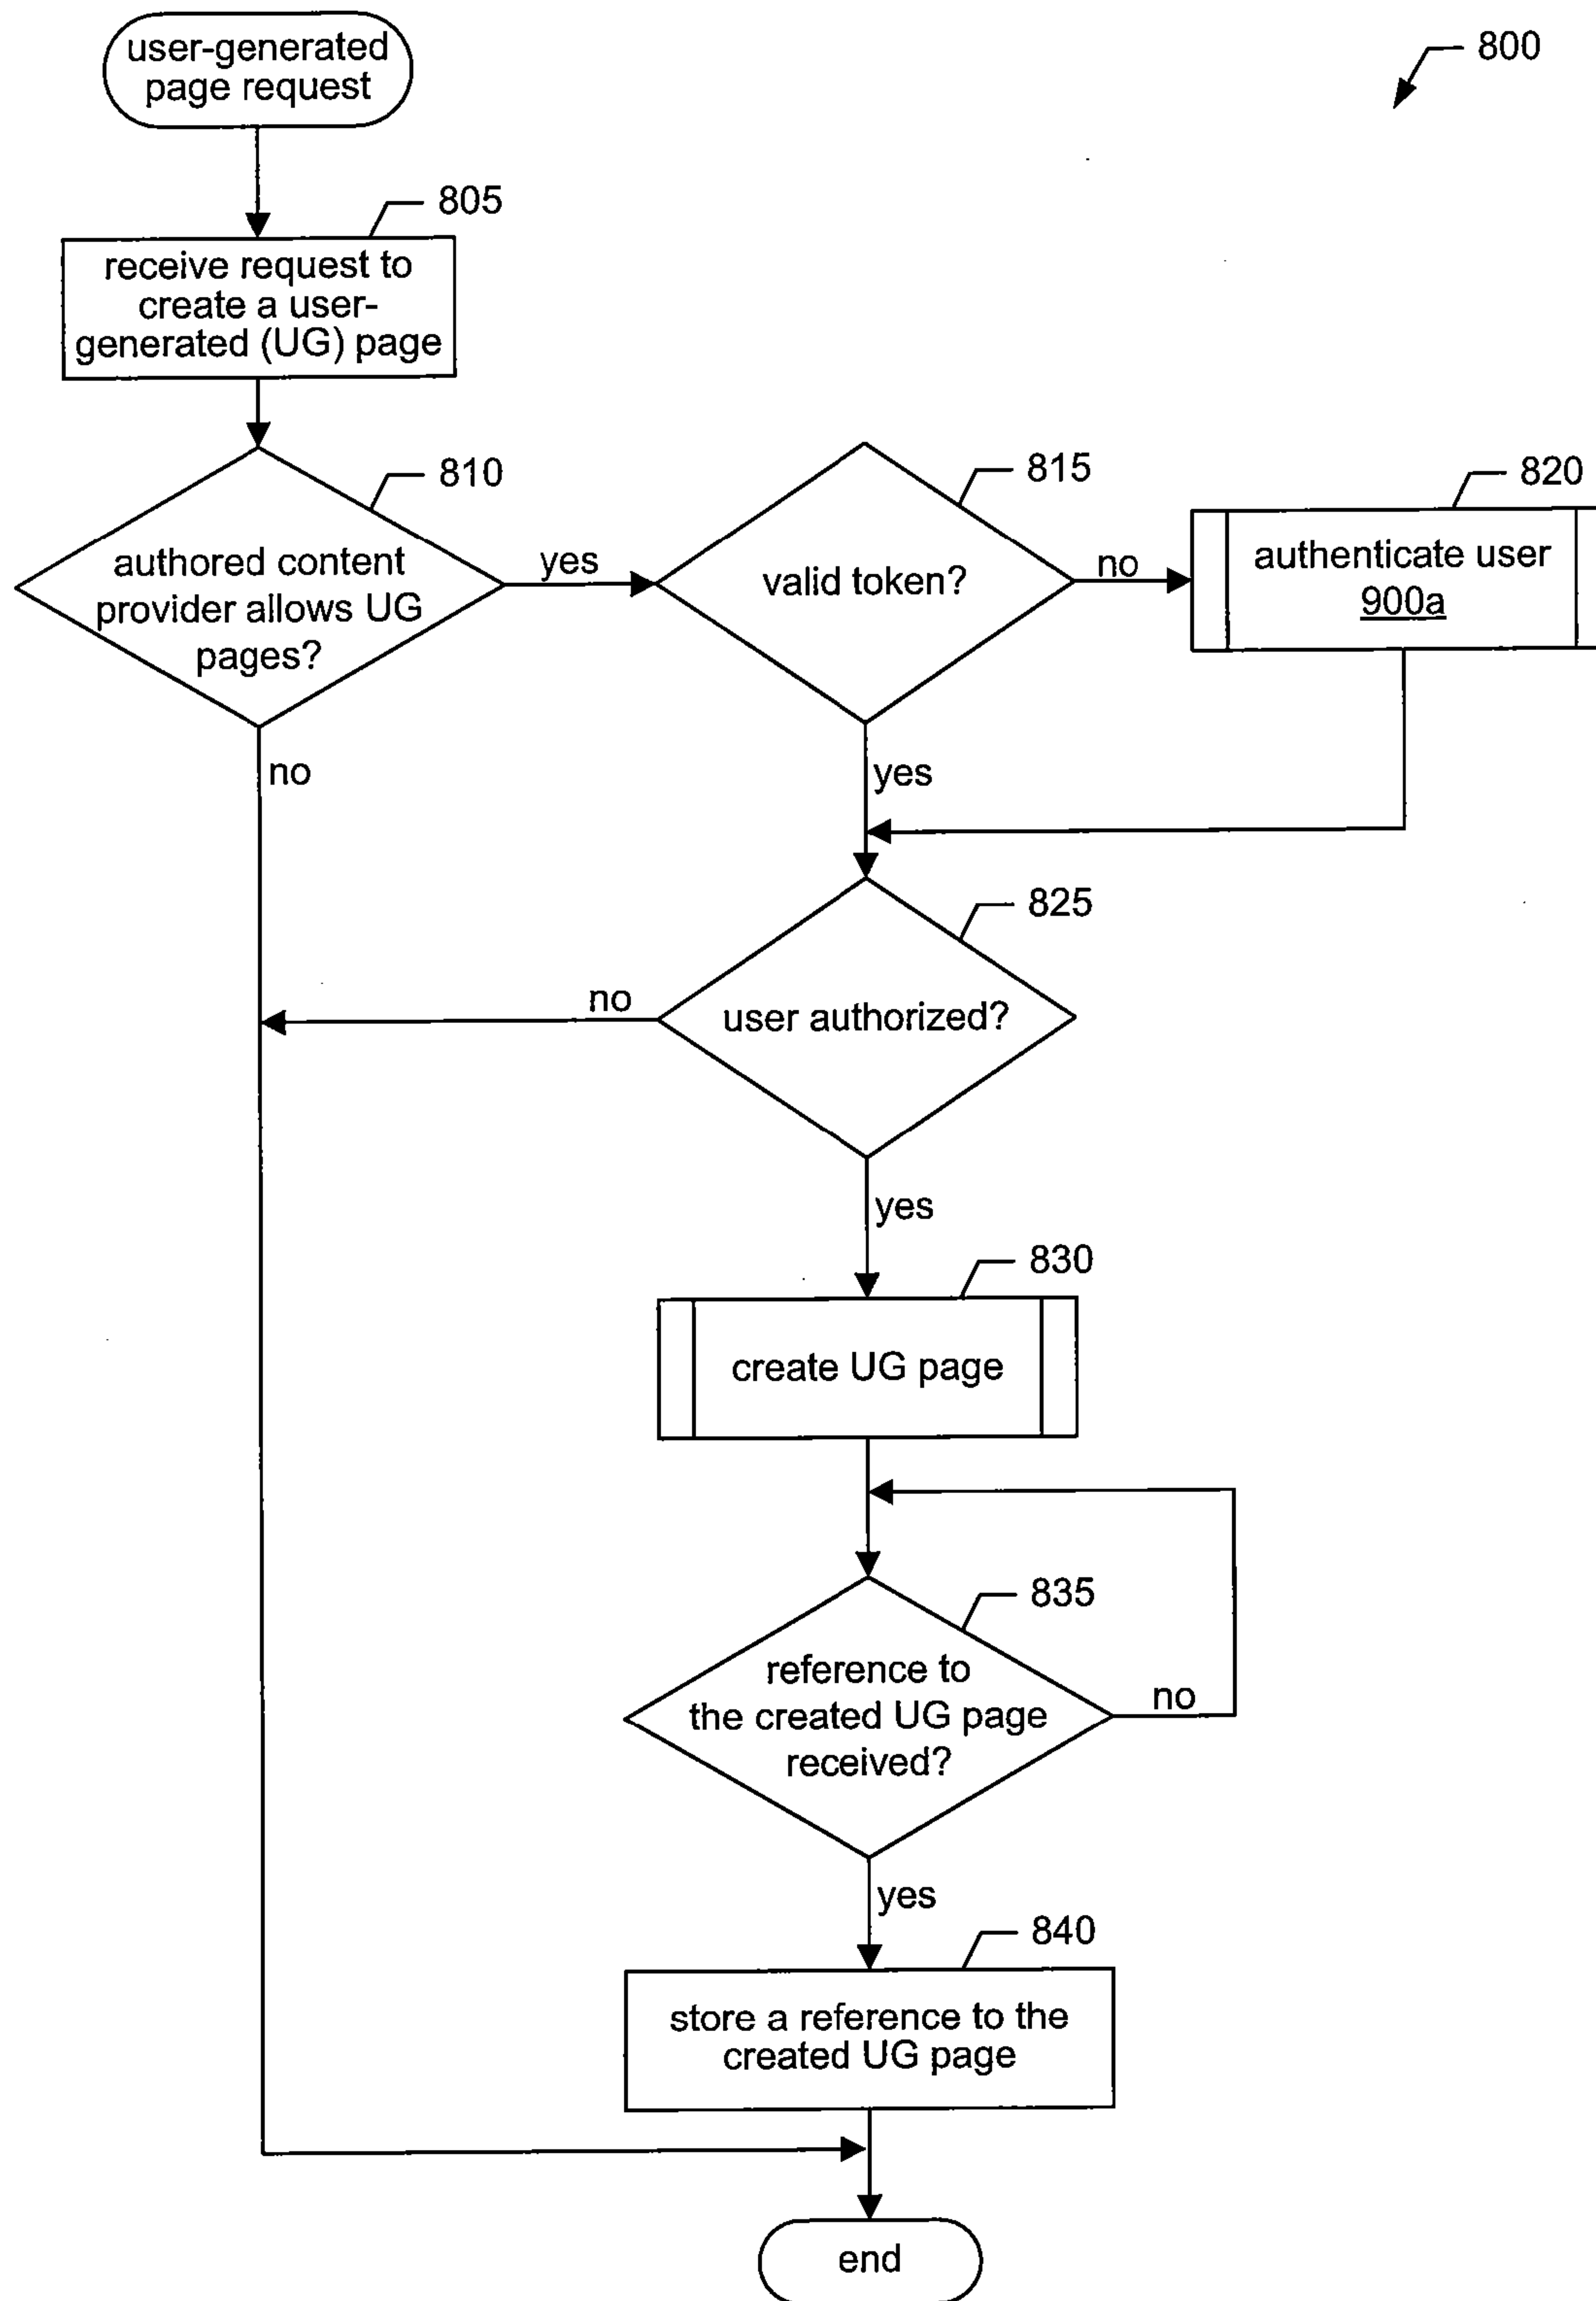 user-generated
page request
800
805
receive request to
create a user-
generated (UG) page
810
authored content
provider allows UG
pages?
yes
no
815
valid token?
no
yes
820
authenticate user
900a
825
user authorized?
no
yes
830
create UG page
835
reference to
the created UG page
received?
no
yes
840
store a reference to the
created UG page
end